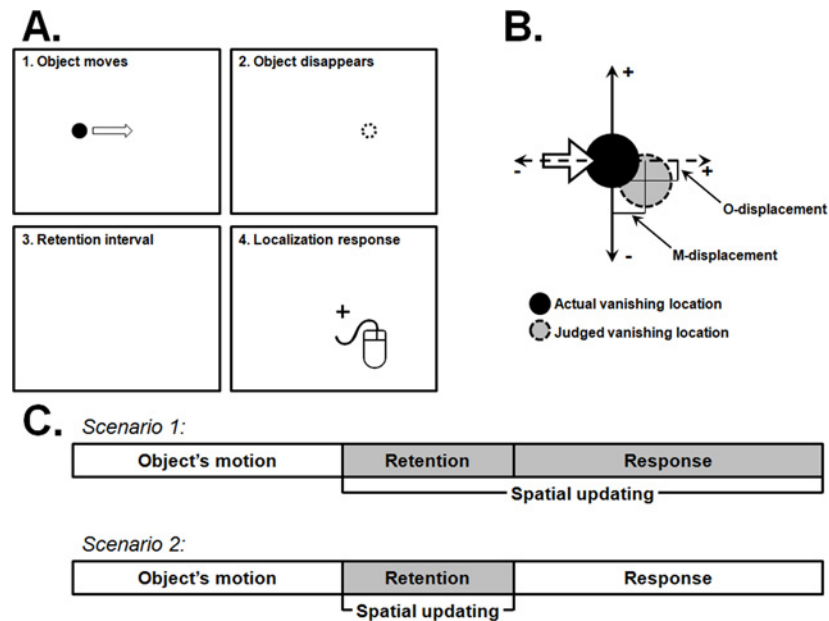 A.
1. Object moves
2. Object disappears
3. Retention interval
4. Localization response
+
B.
+
-
+
-
O-displacement
M-displacement
Actual vanishing location
Judged vanishing location
C.
Scenario 1:
Object's motion
Retention
Response
Spatial updating
Scenario 2:
Object's motion
Retention
Response
Spatial updating